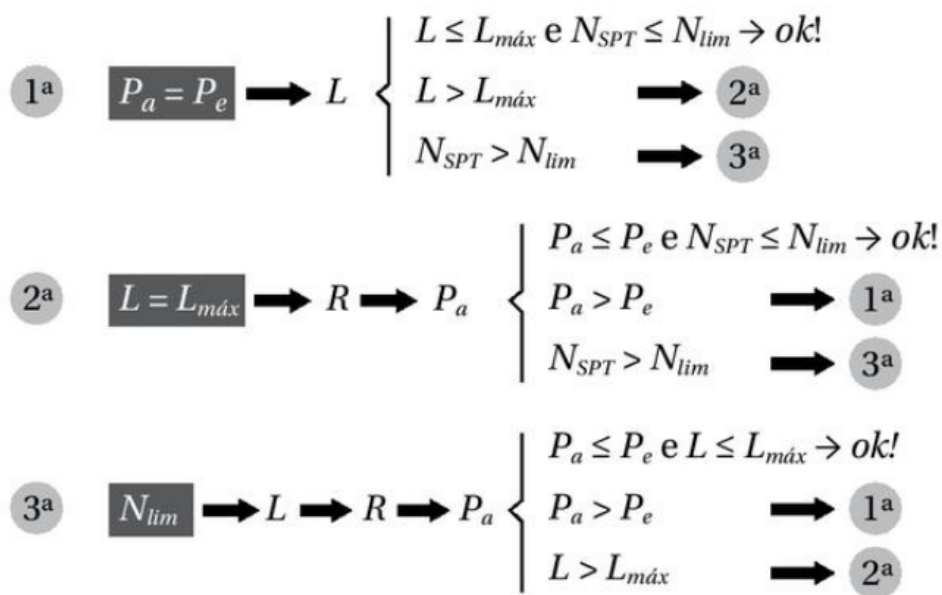 L ≤ Lmáx e NSPT ≤ Nlim → ok!
1ª Pa = Pe → L { L > Lmáx → 2ª
NSPT > Nlim → 3ª
Pa ≤ Pe e NSPT ≤ Nlim → ok!
2ª L = Lmáx → R → Pa { Pa > Pe → 1ª
NSPT > Nlim → 3ª
Pa ≤ Pe e L ≤ Lmáx → ok!
3ª Nlim → L → R → Pa { Pa > Pe → 1ª
L > Lmáx → 2ª